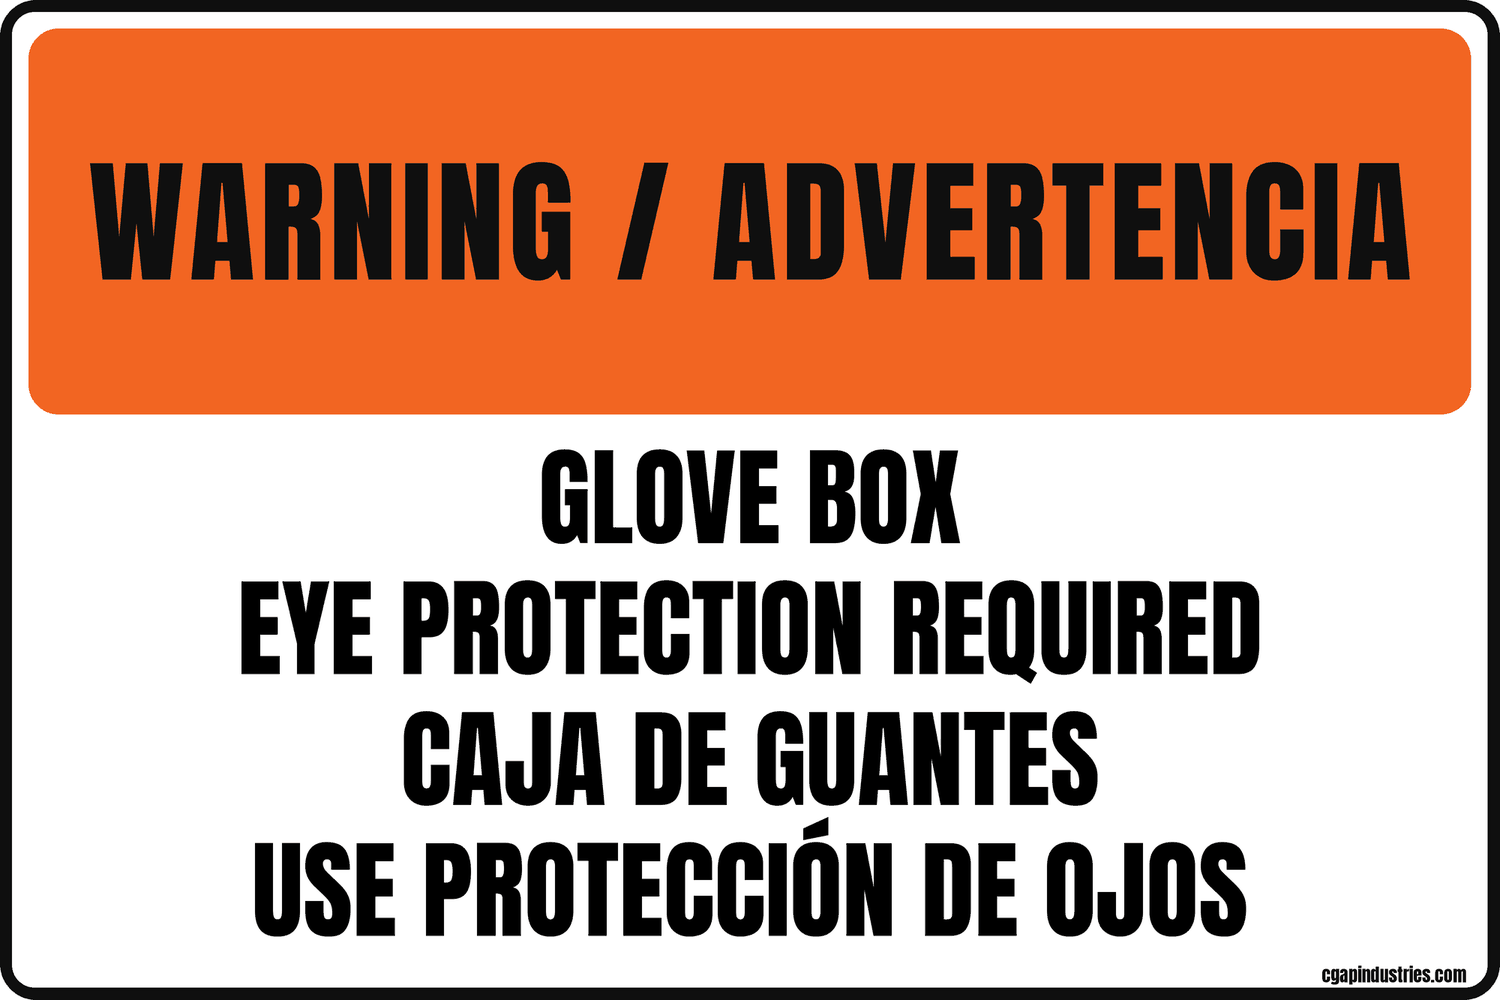 WARNING / ADVERTENCIA
GLOVE BOX
EYE PROTECTION REQUIRED
CAJA DE GUANTES
USE PROTECCIÓN DE OJOS
cgapindustries.com